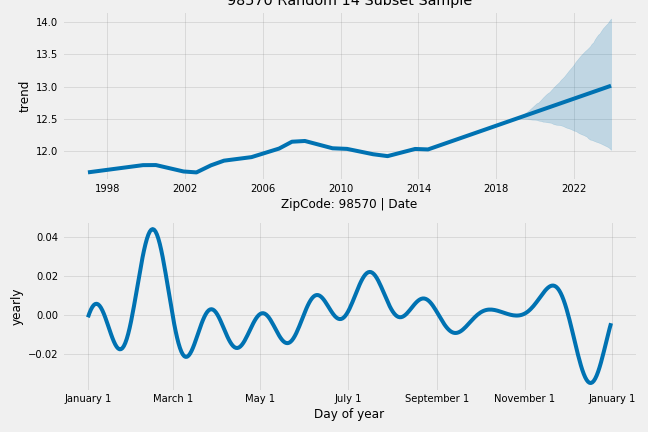 98570 Random 14 Subset Sample
14.0
13.5
13.0
12.5
12.0
trend
1998 2002 2006 2010 2014 2018 2022
ZipCode: 98570 | Date
0.04
0.02
0.00
−0.02
yearly
January 1 March 1 May 1 July 1 September 1 November 1 January 1
Day of year